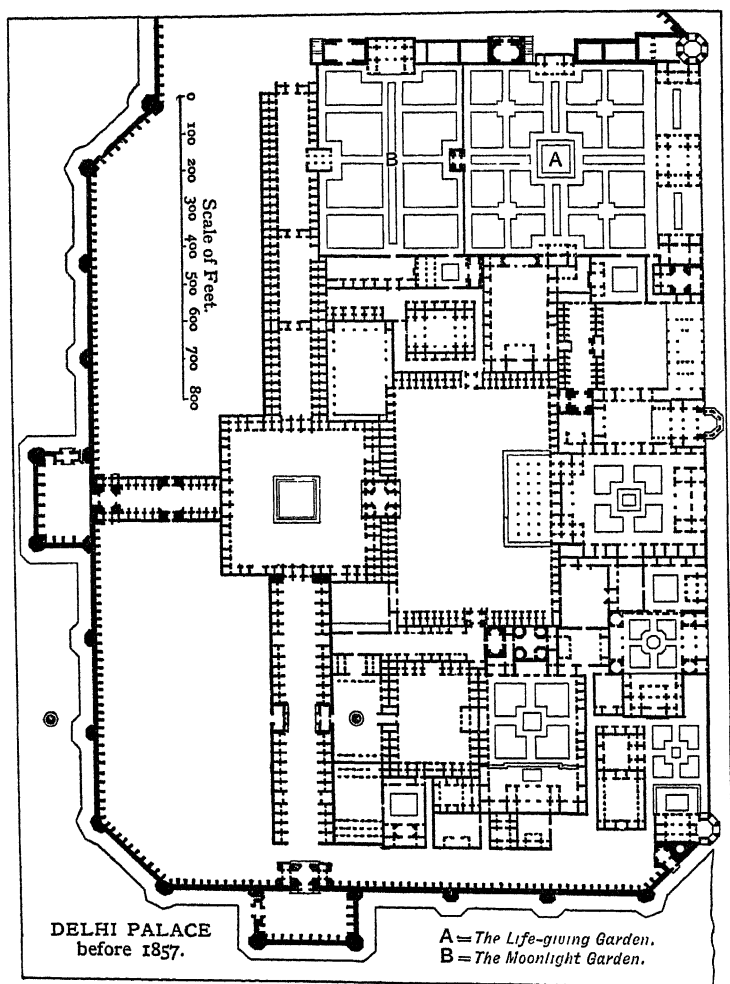 B
A
0 100 200 300 400 500 600 700 800
Scale of Feet.
DELHI PALACE
before 1857.
A = The Life-giving Garden.
B = The Moonlight Garden.